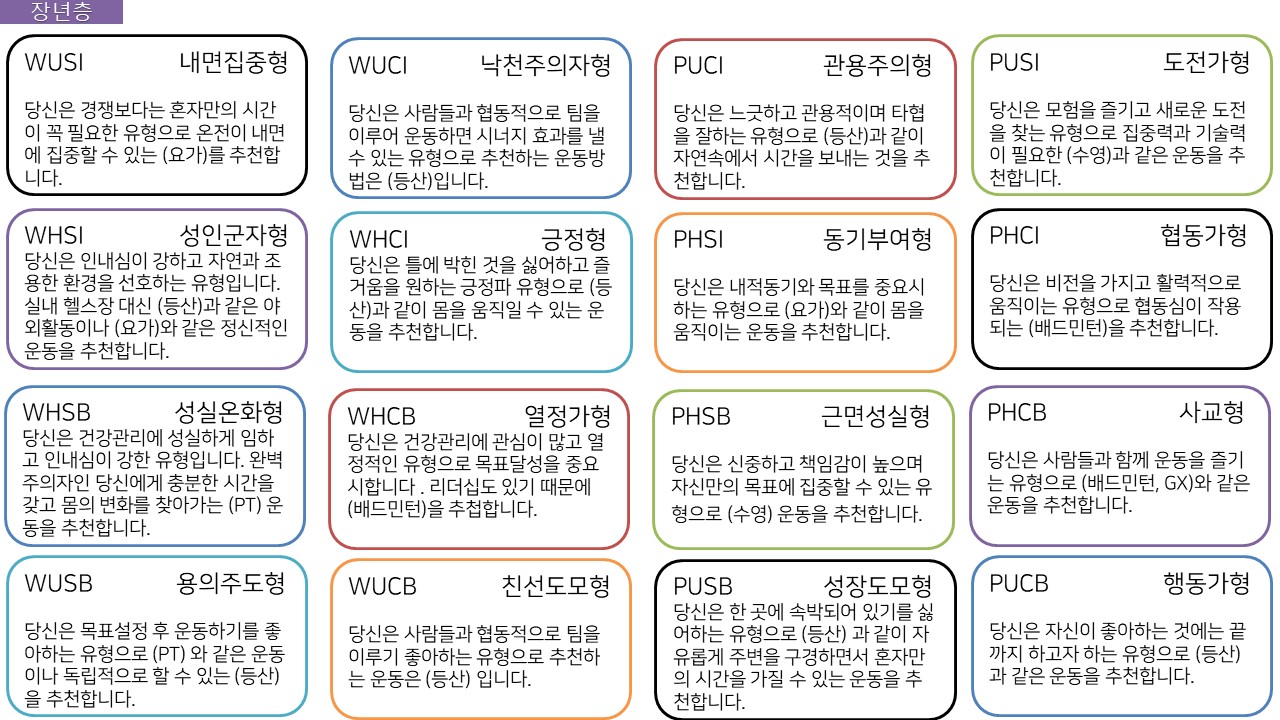 장년층
WUSI 내면집중형
당신은 경쟁보다는 혼자만의 시간
이 꼭 필요한 유형으로 온전이 내면
에 집중할 수 있는 (요가)를 추천합
니다.
WUCI 낙천주의자형
당신은 사람들과 협동적으로 팀을
이루어 운동하면 시너지 효과를 낼
수 있는 유형으로 추천하는 운동방
법은 (등산)입니다.
PUCI 관용주의형
당신은 느긋하고 관용적이며 타협
을 잘하는 유형으로 (등산)과 같이
자연속에서 시간을 보내는 것을 추
천합니다.
PUSI 도전가형
당신은 모험을 즐기고 새로운 도전
을 찾는 유형으로 집중력과 기술력
이 필요한 (수영)과 같은 운동을 추
천합니다.
WHSI 성인군자형
당신은 인내심이 강하고 자연과 조
용한 환경을 선호하는 유형입니다.
실내 헬스장 대신 (등산)과 같은 야
외활동이나 (요가)와 같은 정신적인
운동을 추천합니다.
WHCI 긍정형
당신은 틀에 박힌 것을 싫어하고 즐
거움을 원하는 긍정파 유형으로 (등
산)과 같이 몸을 움직일 수 있는 운
동을 추천합니다.
PHSI 동기부여형
당신은 내적동기와 목표를 중요시
하는 유형으로 (요가)와 같이 몸을
움직이는 운동을 추천합니다.
PHCI 협동가형
당신은 비전을 가지고 활력적으로
움직이는 유형으로 협동심이 작용
되는 (배드민턴)을 추천합니다.
WHSB 성실온화형
당신은 건강관리에 성실하게 임하
고 인내심이 강한 유형입니다. 완벽
주의자인 당신에게 충분한 시간을
갖고 몸의 변화를 찾아가는 (PT) 운
동을 추천합니다.
WHCB 열정가형
당신은 건강관리에 관심이 많고 열
정적인 유형으로 목표달성을 중요
시합니다 . 리더십도 있기 때문에
(배드민턴)을 추첩합니다.
PHSB 근면성실형
당신은 신중하고 책임감이 높으며
자신만의 목표에 집중할 수 있는 유
형으로 (수영) 운동을 추천합니다.
PHCB 사교형
당신은 사람들과 함께 운동을 즐기
는 유형으로 (배드민턴, GX)와 같은
운동을 추천합니다.
WUSB 용의주도형
당신은 목표설정 후 운동하기를 좋
아하는 유형으로 (PT) 와 같은 운동
이나 독립적으로 할 수 있는 (등산)
을 추천합니다.
WUCB 친선도모형
당신은 사람들과 협동적으로 팀을
이루기 좋아하는 유형으로 추천하
는 운동은 (등산) 입니다.
PUSB 성장도모형
당신은 한 곳에 속박되어 있기를 싫
어하는 유형으로 (등산) 과 같이 자
유롭게 주변을 구경하면서 혼자만
의 시간을 가질 수 있는 운동을 추
천합니다.
PUCB 행동가형
당신은 자신이 좋아하는 것에는 끝
까지 하고자 하는 유형으로 (등산)
과 같은 운동을 추천합니다.